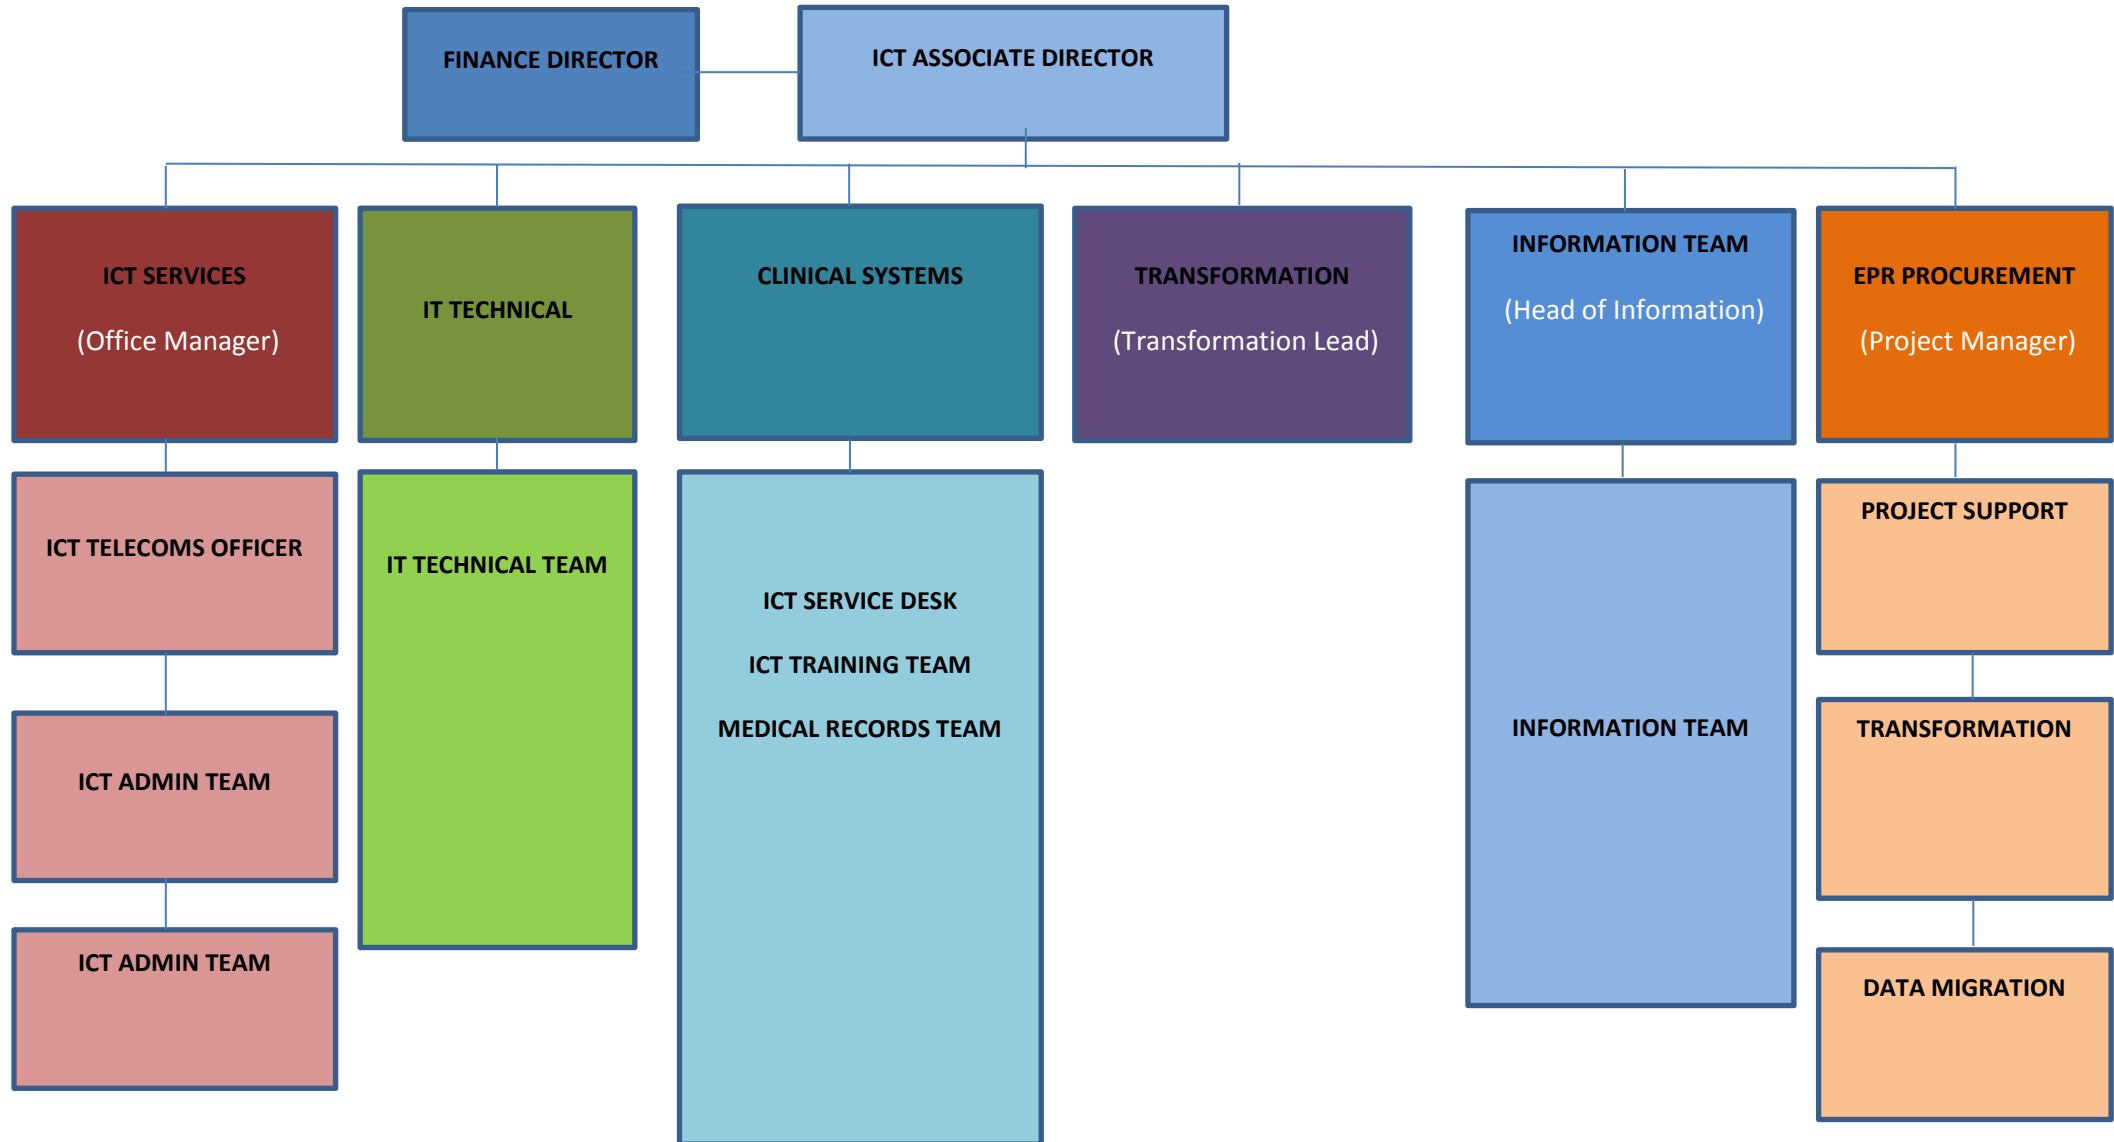 FINANCE DIRECTOR
ICT ASSOCIATE DIRECTOR
ICT SERVICES
(Office Manager)
IT TECHNICAL
CLINICAL SYSTEMS
TRANSFORMATION
(Transformation Lead)
INFORMATION TEAM
(Head of Information)
EPR PROCUREMENT
(Project Manager)
ICT TELECOMS OFFICER
ICT ADMIN TEAM
ICT ADMIN TEAM
IT TECHNICAL TEAM
ICT SERVICE DESK
ICT TRAINING TEAM
MEDICAL RECORDS TEAM
INFORMATION TEAM
PROJECT SUPPORT
TRANSFORMATION
DATA MIGRATION